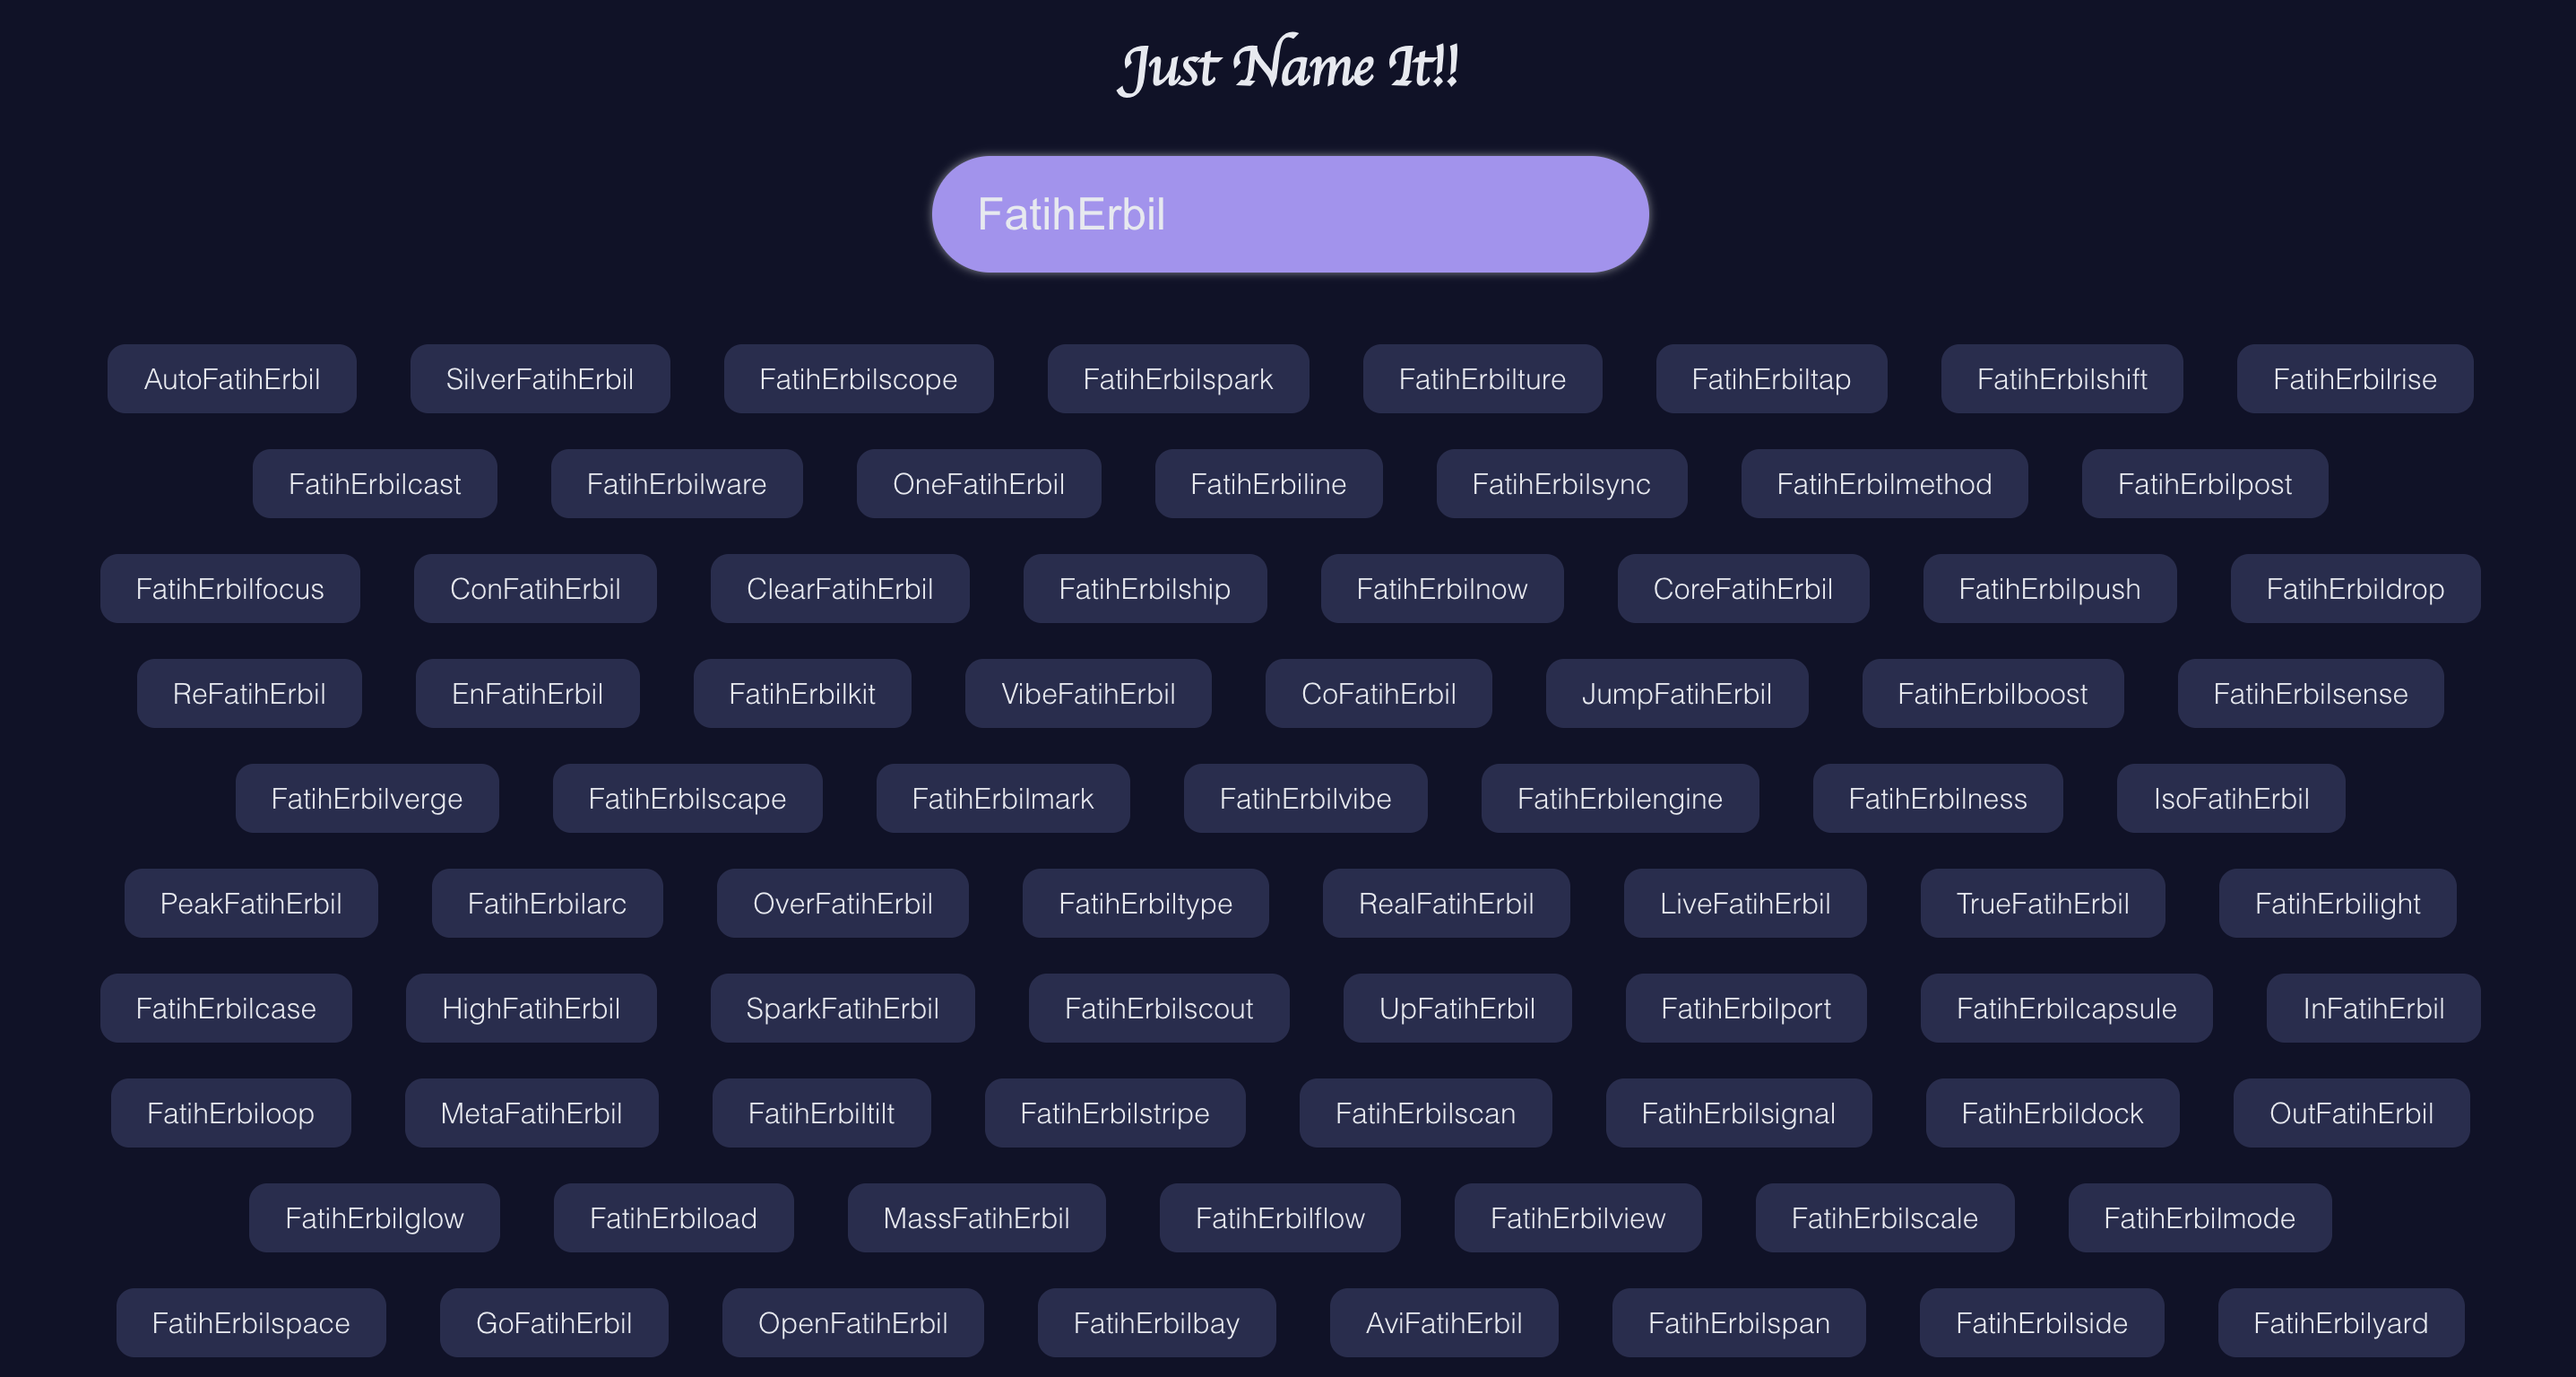 Just Name It!!
FatihErbil
AutoFatihErbil SilverFatihErbil FatihErbilscope FatihErbilspark FatihErbilture FatihErbiltap FatihErbilshift FatihErbilrise
FatihErbilcast FatihErbilware OneFatihErbil FatihErbiline FatihErbilsync FatihErbilmethod FatihErbilpost
FatihErbilfocus ConFatihErbil ClearFatihErbil FatihErbilship FatihErbilnow CoreFatihErbil FatihErbilpush FatihErbildrop
ReFatihErbil EnFatihErbil FatihErbilkit VibeFatihErbil CoFatihErbil JumpFatihErbil FatihErbilboost FatihErbilsense
FatihErbilverge FatihErbilscape FatihErbilmark FatihErbilvibe FatihErbilengine FatihErbilness IsoFatihErbil
PeakFatihErbil FatihErbilarc OverFatihErbil FatihErbiltype RealFatihErbil LiveFatihErbil TrueFatihErbil FatihErbilight
FatihErbilcase HighFatihErbil SparkFatihErbil FatihErbilscout UpFatihErbil FatihErbilport FatihErbilcapsule InFatihErbil
FatihErbiloop MetaFatihErbil FatihErbiltilt FatihErbilstripe FatihErbilscan FatihErbilsignal FatihErbildock OutFatihErbil
FatihErbilglow FatihErbiload MassFatihErbil FatihErbilflow FatihErbilview FatihErbilscale FatihErbilmode
FatihErbilspace GoFatihErbil OpenFatihErbil FatihErbilbay AviFatihErbil FatihErbilspan FatihErbilside FatihErbilyard